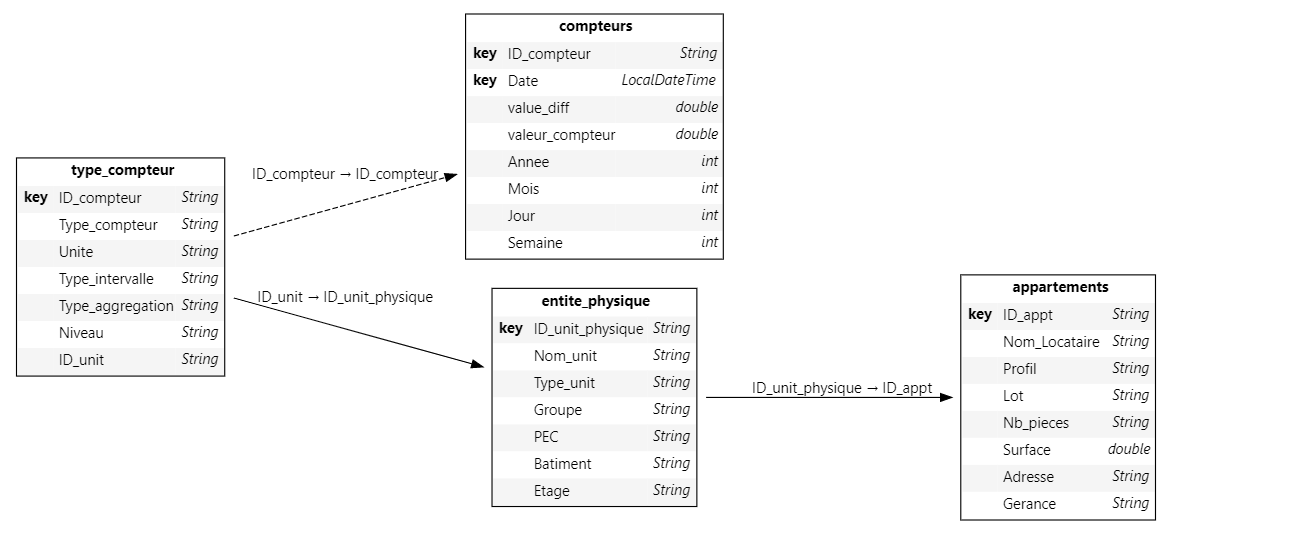 compteurs
key ID_compteur String
key Date LocalDateTime
value_diff double
valeur_compteur double
Annee int
Mois int
Jour int
Semaine int
type_compteur
key ID_compteur String
Type_compteur String
Unite String
Type_intervalle String
Type_aggregation String
Niveau String
ID_unit String
ID_compteur → ID_compteur
ID_unit → ID_unit_physique
entite_physique
key ID_unit_physique String
Nom_unit String
Type_unit String
Groupe String
PEC String
Batiment String
Etage String
ID_unit_physique → ID_appt
appartements
key ID_appt String
Nom_Locataire String
Profil String
Lot String
Nb_pieces String
Surface double
Adresse String
Gerance String